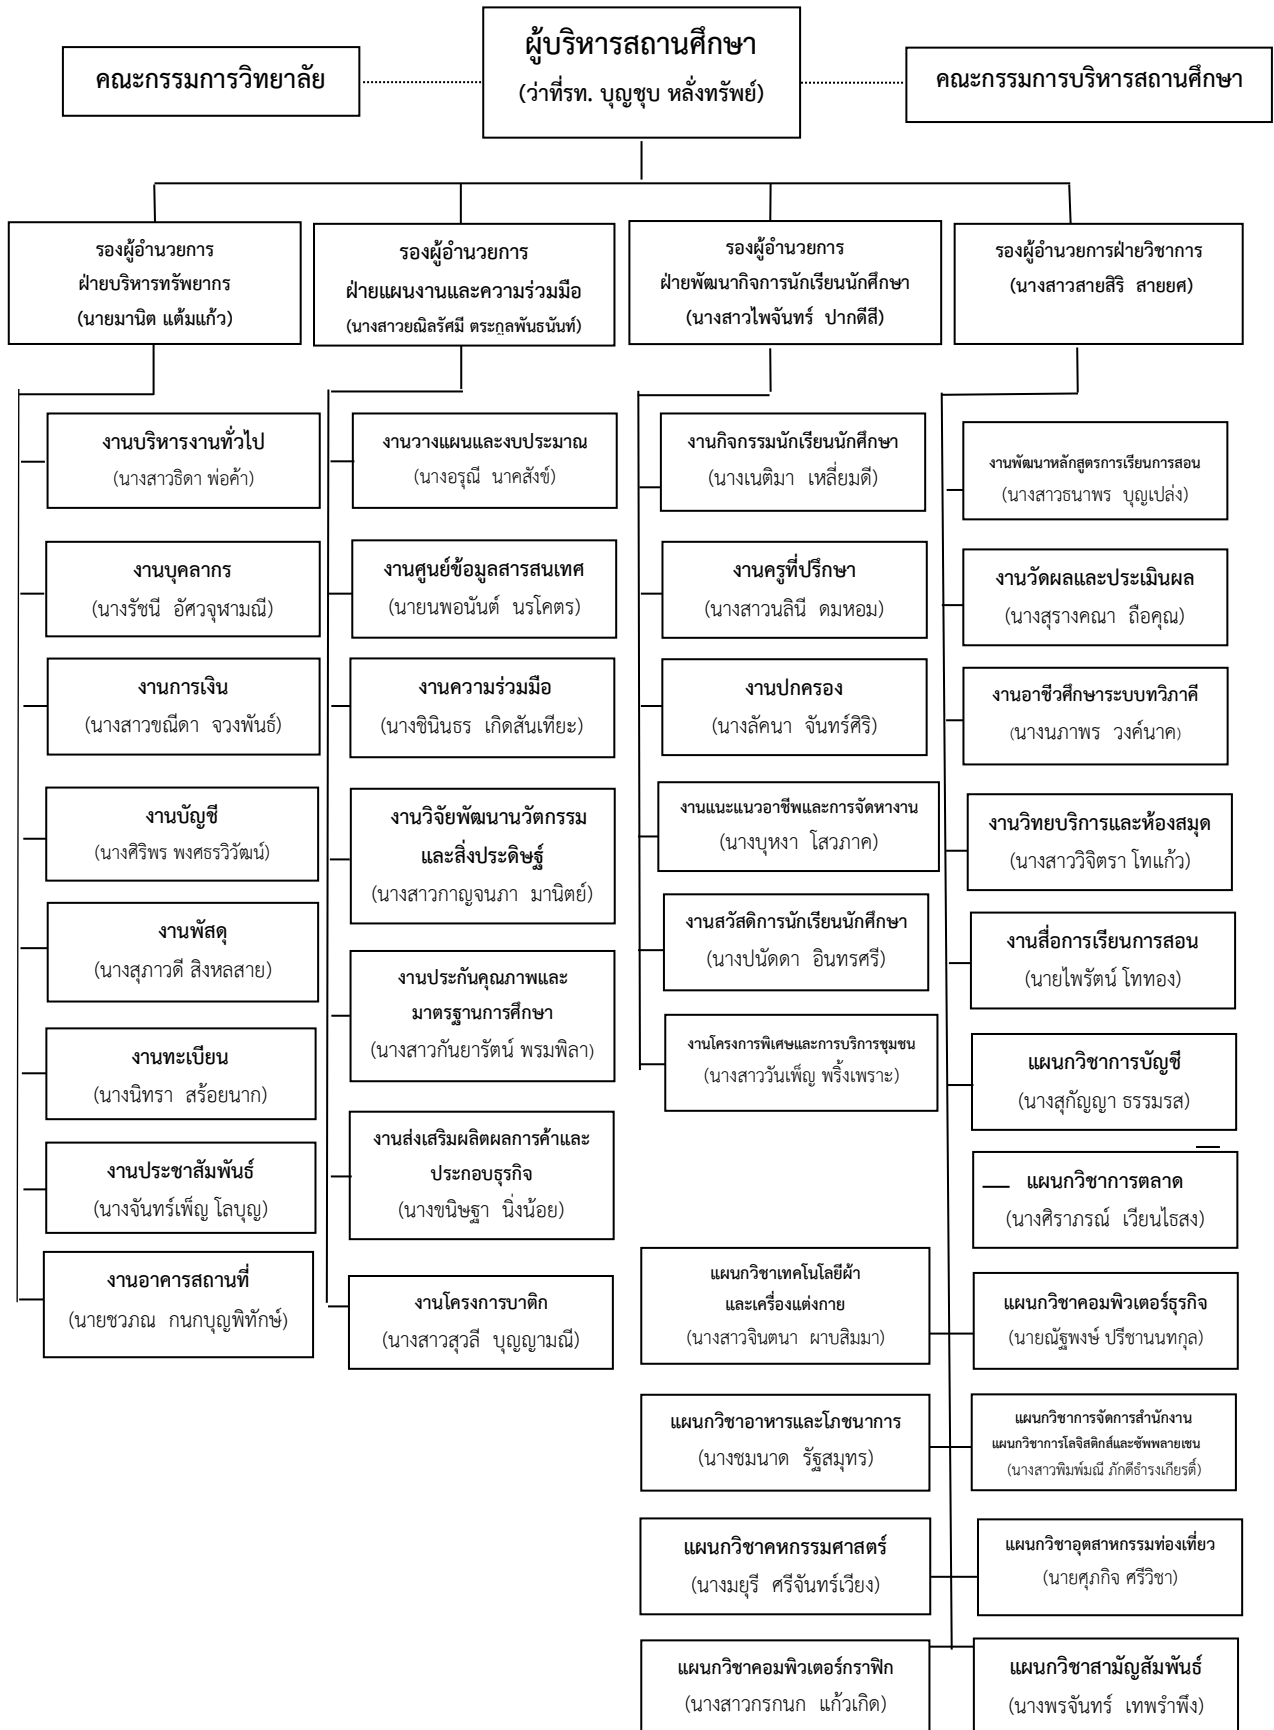 ผู้บริหารสถานศึกษา
(ว่าที่รท. บุญชุบ หลั่งทรัพย์)
คณะกรรมการวิทยาลัย
คณะกรรมการบริหารสถานศึกษา
รองผู้อำนวยการ
ฝ่ายบริหารทรัพยากร
(นายมานิต แต้มแก้ว)
รองผู้อำนวยการ
ฝ่ายแผนงานและความร่วมมือ
(นางสาวยณิลรัศมี ตระกูลพันธนันท์)
รองผู้อำนวยการ
ฝ่ายพัฒนากิจการนักเรียนนักศึกษา
(นางสาวไพจันทร์ ปากดีสี)
รองผู้อำนวยการฝ่ายวิชาการ
(นางสาวสายสิริ สายยศ)
งานบริหารงานทั่วไป
(นางสาวธิดา พ่อค้า)
งานบุคลากร
(นางรัชนี อัศวจุฬามณี)
งานการเงิน
(นางสาวขณีดา จวงพันธ์)
งานบัญชี
(นางศิริพร พงศธรวิวัฒน์)
งานพัสดุ
(นางสุภาวดี สิงหลสาย)
งานทะเบียน
(นางนิทรา สร้อยนาก)
งานประชาสัมพันธ์
(นางจันทร์เพ็ญ โลบุญ)
งานอาคารสถานที่
(นายชวภณ กนกบุญพิทักษ์)
งานวางแผนและงบประมาณ
(นางอรุณี นาคสังข์)
งานศูนย์ข้อมูลสารสนเทศ
(นายนพอนันต์ นรโคตร)
งานความร่วมมือ
(นางชินินธร เกิดสันเทียะ)
งานวิจัยพัฒนานวัตกรรม
และสิ่งประดิษฐ์
(นางสาวกาญจนภา มานิตย์)
งานประกันคุณภาพและ
มาตรฐานการศึกษา
(นางสาวกันยารัตน์ พรมพิลา)
งานส่งเสริมผลิตผลการค้าและ
ประกอบธุรกิจ
(นางขนิษฐา นิ่งน้อย)
งานโครงการบาติก
(นางสาวสุวลี บุญญามณี)
งานกิจกรรมนักเรียนนักศึกษา
(นางเนติมา เหลี่ยมดี)
งานครูที่ปรึกษา
(นางสาวนลินี ดมหอม)
งานปกครอง
(นางลัคนา จันทร์ศิริ)
งานแนะแนวอาชีพและการจัดหางาน
(นางบุหงา โสวภาค)
งานสวัสดิการนักเรียนนักศึกษา
(นางปนัดดา อินทรศรี)
งานโครงการพิเศษและการบริการชุมชน
(นางสาววันเพ็ญ พริ้งเพราะ)
งานพัฒนาหลักสูตรการเรียนการสอน
(นางสาวธนาพร บุญเปล่ง)
งานวัดผลและประเมินผล
(นางสุรางคณา ถือคุณ)
งานอาชีวศึกษาระบบทวิภาคี
(นางนภาพร วงค์นาค)
งานวิทยบริการและห้องสมุด
(นางสาววิจิตรา โทแก้ว)
งานสื่อการเรียนการสอน
(นายไพรัตน์ โททอง)
แผนกวิชาการบัญชี
(นางสุกัญญา ธรรมรส)
แผนกวิชาการตลาด
(นางศิราภรณ์ เวียนไธสง)
แผนกวิชาเทคโนโลยีผ้า
และเครื่องแต่งกาย
(นางสาวจินตนา ผาบสิมมา)
แผนกวิชาคอมพิวเตอร์ธุรกิจ
(นายณัฐพงษ์ ปรีชานนทกุล)
แผนกวิชาอาหารและโภชนาการ
(นางชมนาด รัฐสมุทร)
แผนกวิชาการจัดการสำนักงาน
แผนกวิชาการโลจิสติกส์และซัพพลายเชน
(นางสาวพิมพ์มณี ภักดีธำรงเกียรติ์)
แผนกวิชาคหกรรมศาสตร์
(นางมยุรี ศรีจันทร์เวียง)
แผนกวิชาอุตสาหกรรมท่องเที่ยว
(นายศุภกิจ ศรีวิชา)
แผนกวิชาคอมพิวเตอร์กราฟิก
(นางสาวกรกนก แก้วเกิด)
แผนกวิชาสามัญสัมพันธ์
(นางพรจันทร์ เทพรำพึง)